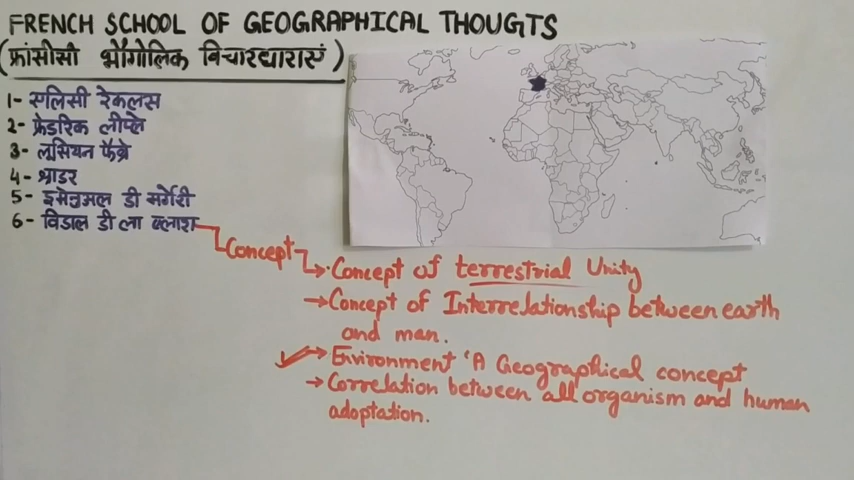 FRENCH SCHOOL OF GEOGRAPHICAL THOUGTS
(फ्रांसीसी भौगोलिक विचारधाराएं)
1- एलिसी रेकलस
2- फ्रेडरिक लीप्ले
3- लूसियन फैब्रे
4- श्राडर
5- इमेनुमल डी मर्गेरी
6- विडाल डी ला ब्लाश
Concept
→ Concept of terrestrial Unity
→ Concept of Interrelationship between earth
and man.
→ Environment 'A Geographical concept
→ Correlation between all organism and human
adoptation.